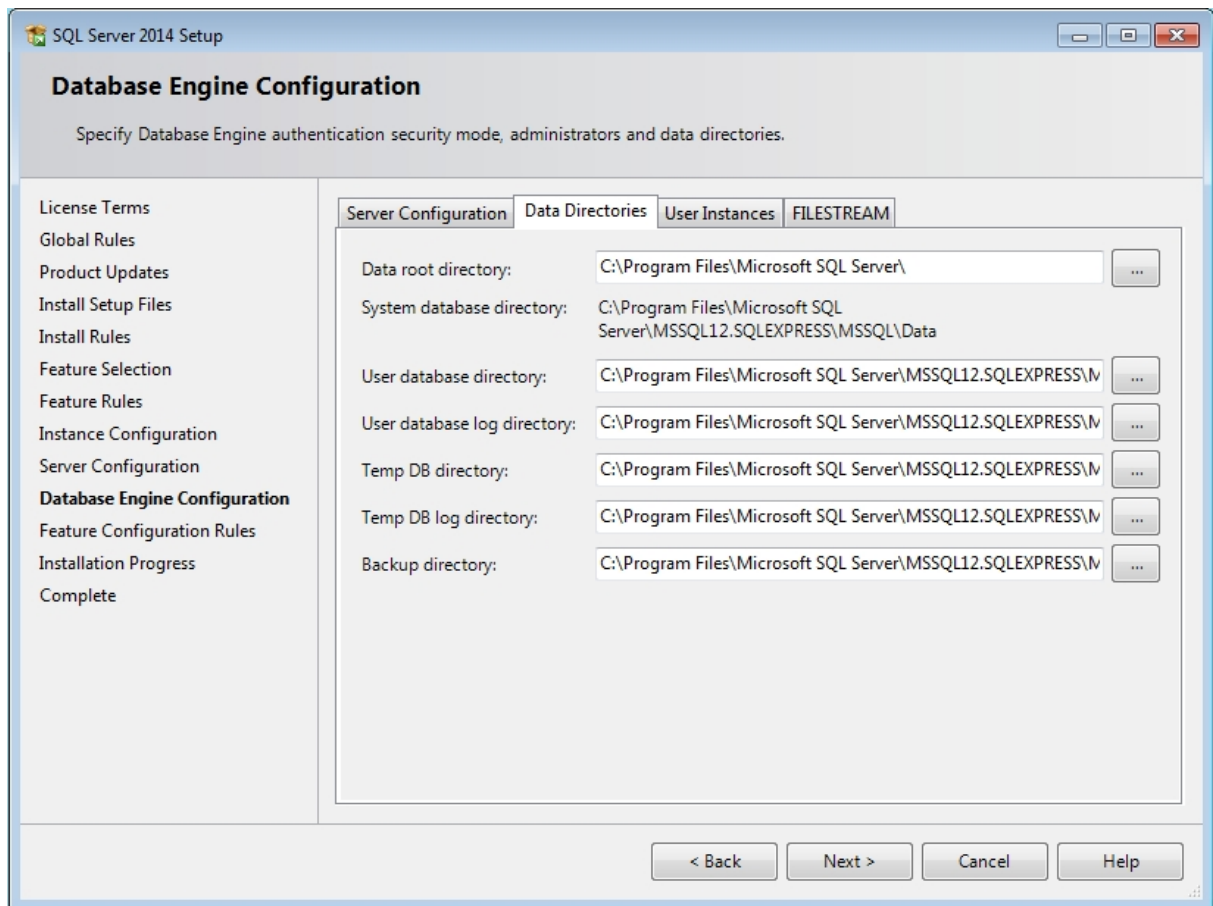 SQL Server 2014 Setup
Database Engine Configuration
Specify Database Engine authentication security mode, administrators and data directories.
License Terms
Global Rules
Product Updates
Install Setup Files
Install Rules
Feature Selection
Feature Rules
Instance Configuration
Server Configuration
Database Engine Configuration
Feature Configuration Rules
Installation Progress
Complete
Server Configuration Data Directories User Instances FILESTREAM
Data root directory: C:\Program Files\Microsoft SQL Server\ ...
System database directory: C:\Program Files\Microsoft SQL
Server\MSSQL12.SQLEXPRESS\MSSQL\Data
User database directory: C:\Program Files\Microsoft SQL Server\MSSQL12.SQLEXPRESS\M ...
User database log directory: C:\Program Files\Microsoft SQL Server\MSSQL12.SQLEXPRESS\M ...
Temp DB directory: C:\Program Files\Microsoft SQL Server\MSSQL12.SQLEXPRESS\M ...
Temp DB log directory: C:\Program Files\Microsoft SQL Server\MSSQL12.SQLEXPRESS\M ...
Backup directory: C:\Program Files\Microsoft SQL Server\MSSQL12.SQLEXPRESS\M ...
< Back Next > Cancel Help